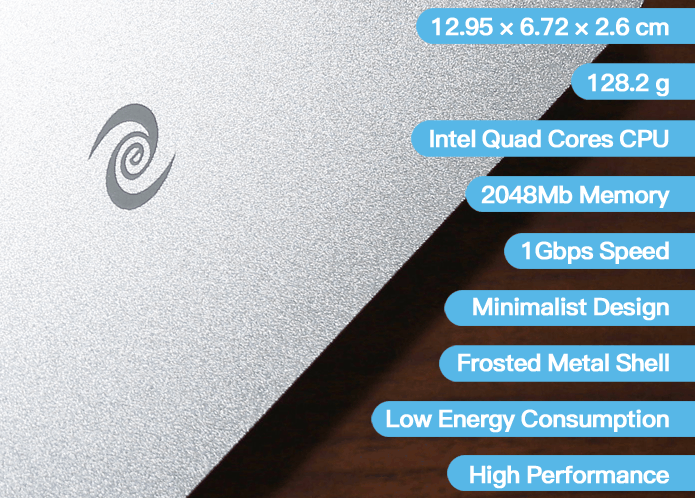 12.95 × 6.72 × 2.6 cm
128.2 g
Intel Quad Cores CPU
2048Mb Memory
1Gbps Speed
Minimalist Design
Frosted Metal Shell
Low Energy Consumption
High Performance